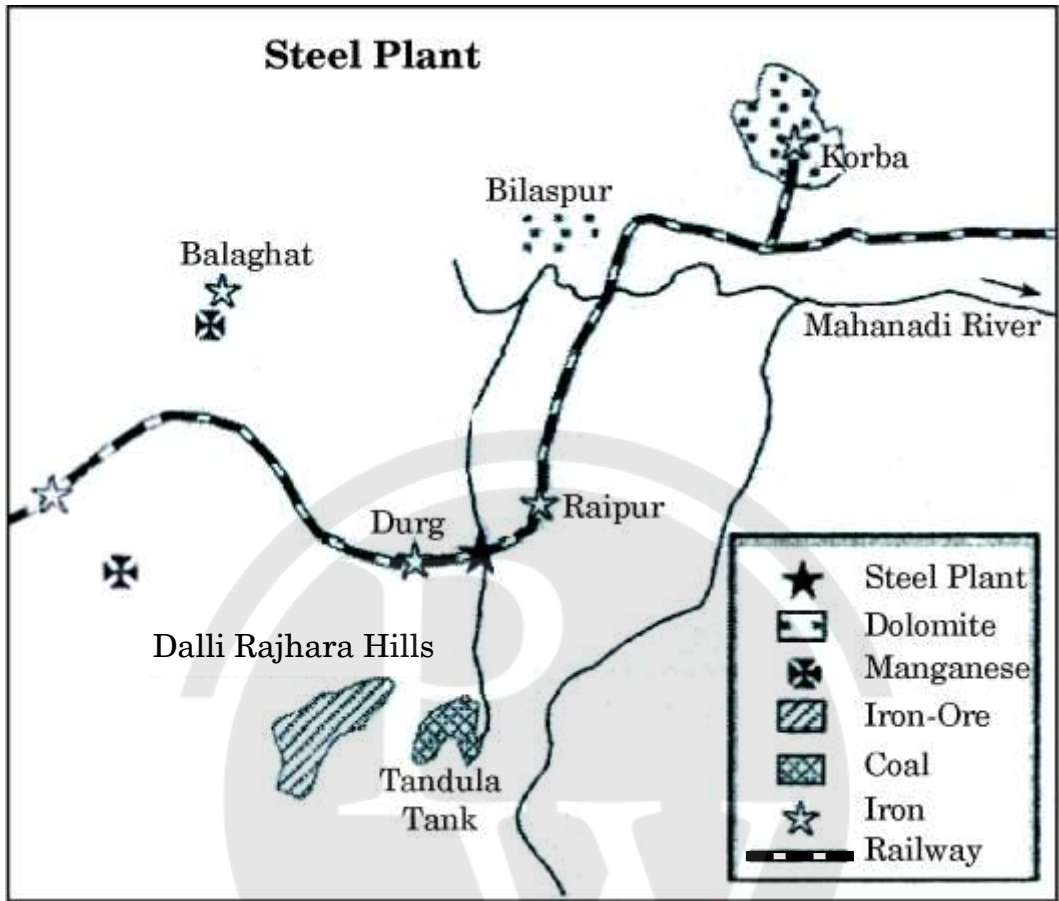 Steel Plant
Korba
Bilaspur
Balaghat
Mahanadi River
Raipur
Durg
Dalli Rajhara Hills
Tandula
Tank
Steel Plant
Dolomite
Manganese
Iron-Ore
Coal
Iron
Railway
P
W